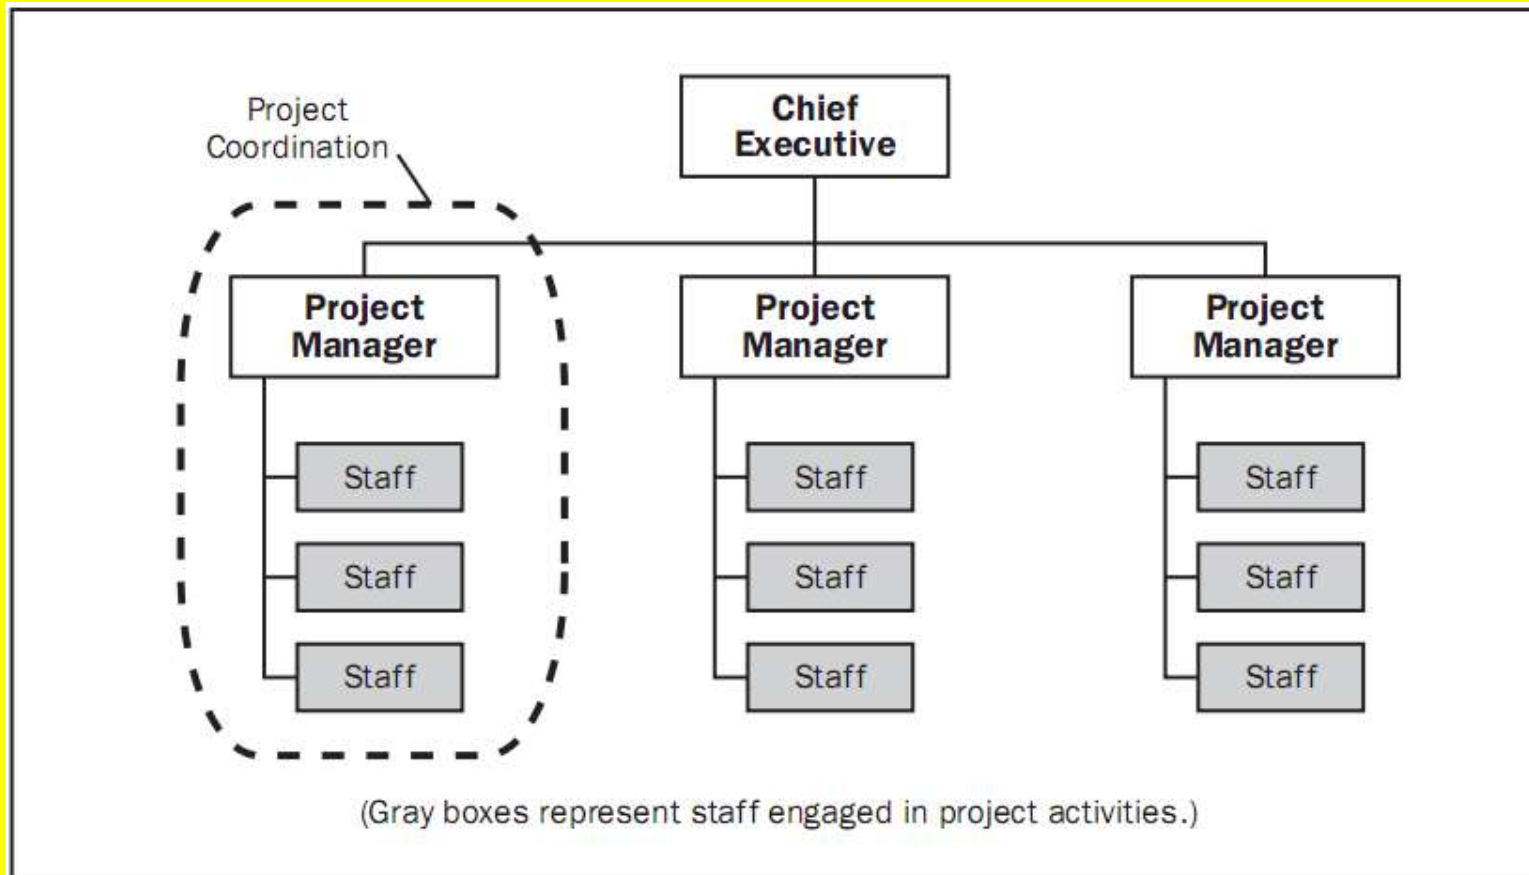 Project
Coordination
Chief
Executive
Project
Manager
Project
Manager
Project
Manager
Staff
Staff
Staff
Staff
Staff
Staff
Staff
Staff
Staff
(Gray boxes represent staff engaged in project activities.)